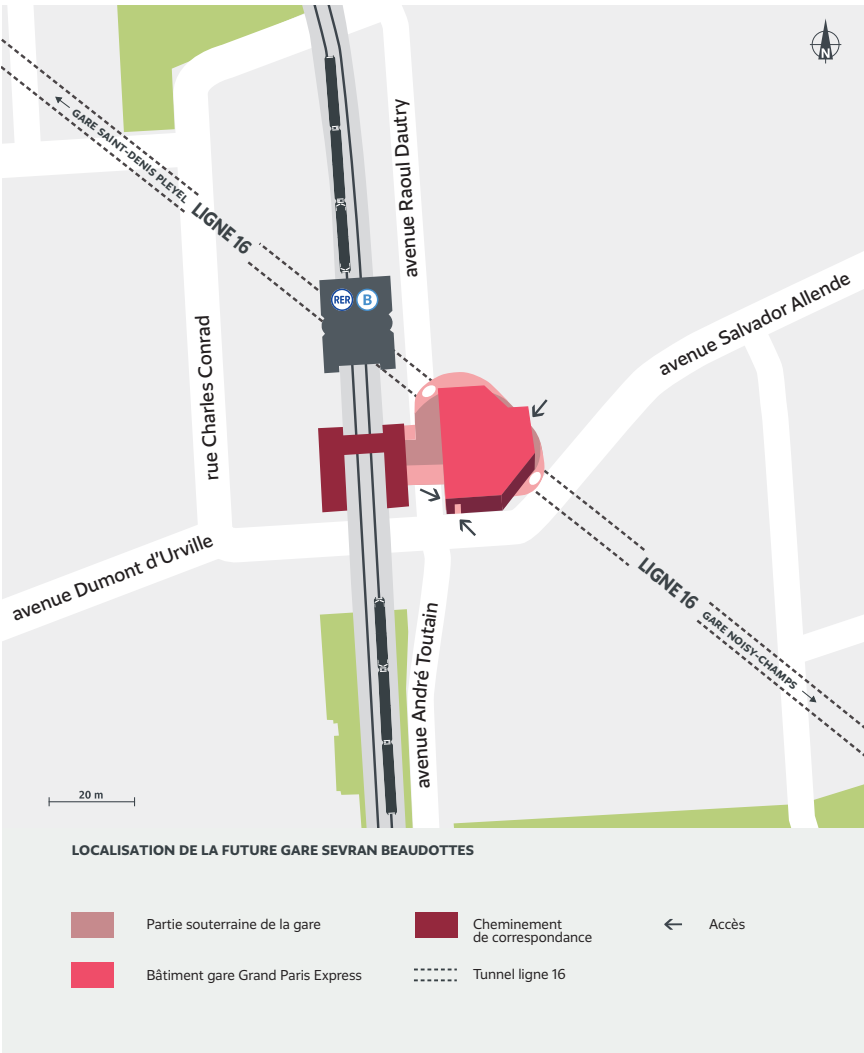 N
GARE SAINT-DENIS PLEYEL
LIGNE 16
avenue Raoul Dautry
RER B
avenue Salvador Allende
rue Charles Conrad
avenue Dumont d'Urville
LIGNE 16
GARE NOISY-CHAMPS
avenue André Toutain
20 m
LOCALISATION DE LA FUTURE GARE SEVRAN BEAUDOTTES
Partie souterraine de la gare
Cheminement
de correspondance
Accès
Bâtiment gare Grand Paris Express
Tunnel ligne 16